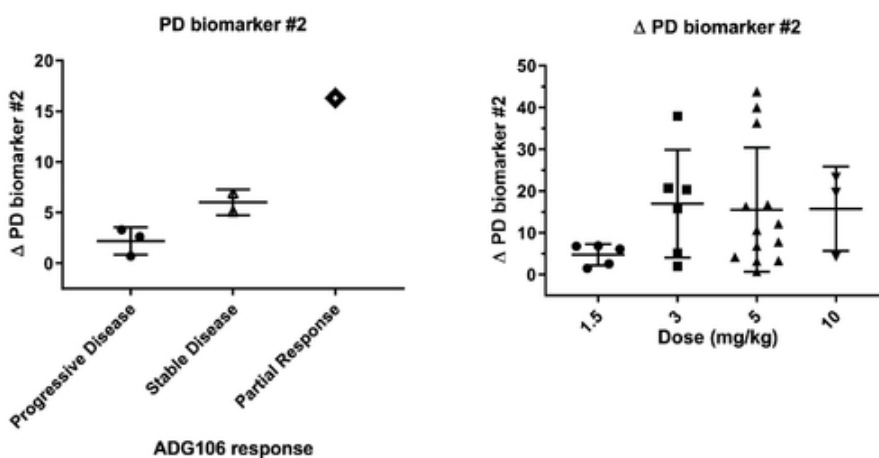 PD biomarker #2
Δ PD biomarker #2
20
15
10
5
0
Progressive Disease
Stable Disease
Partial Response
ADG106 response
Δ PD biomarker #2
Δ PD biomarker #2
50
40
30
20
10
0
1.5
3
5
10
Dose (mg/kg)